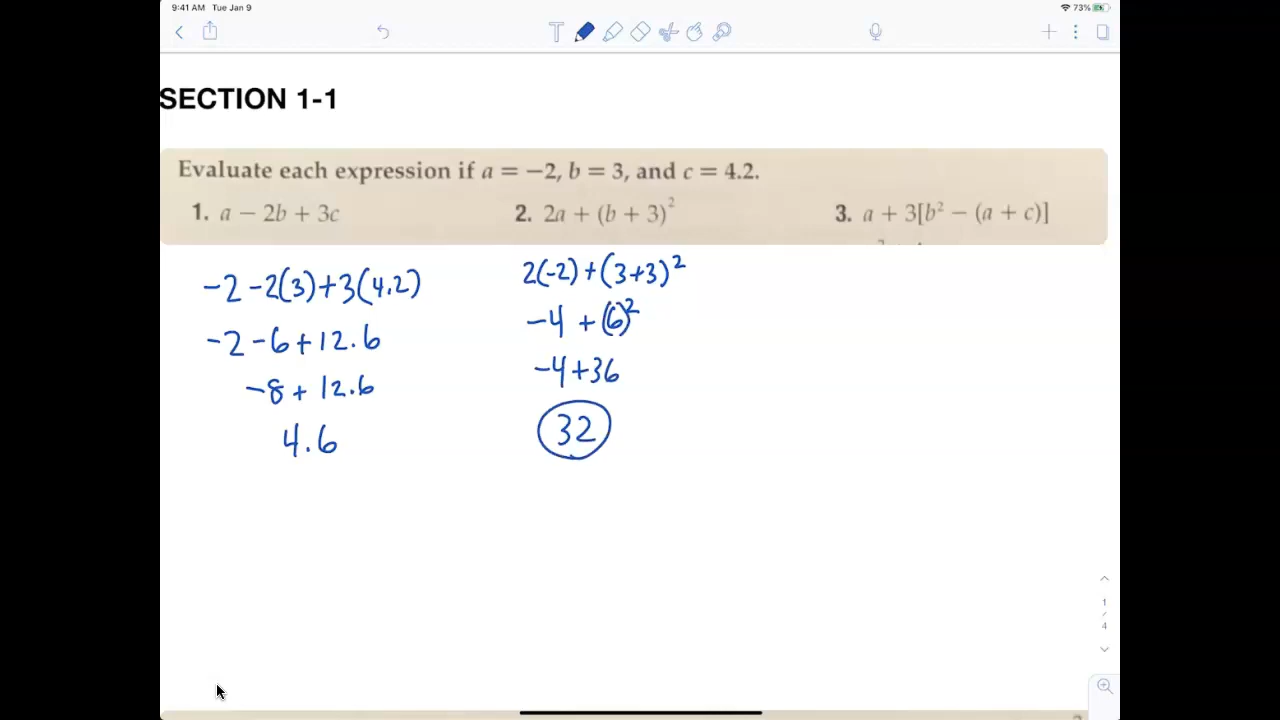 9:41 AM Tue Jan 9
73%
SECTION 1-1
Evaluate each expression if a = −2, b = 3, and c = 4.2.
1. a − 2b + 3c
2. 2a + (b + 3)²
3. a + 3[b² − (a + c)]
-2 -2(3)+3(4.2)
-2 -6+12.6
-8+12.6
4.6
2(-2)+(3+3)²
-4 +(6)²
-4+36
32
1
/
4